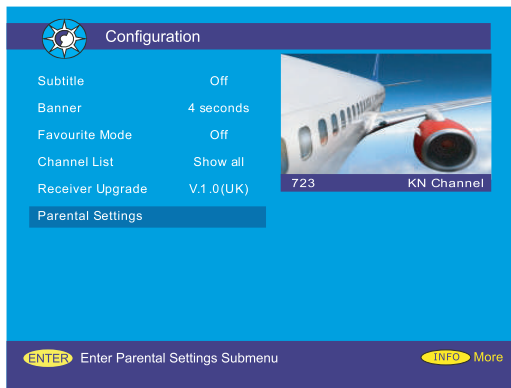 Configuration
Subtitle Off
Banner 4 seconds
Favourite Mode Off
Channel List Show all
Receiver Upgrade V.1.0(UK)
Parental Settings
723 KN Channel
ENTER Enter Parental Settings Submenu
INFO More